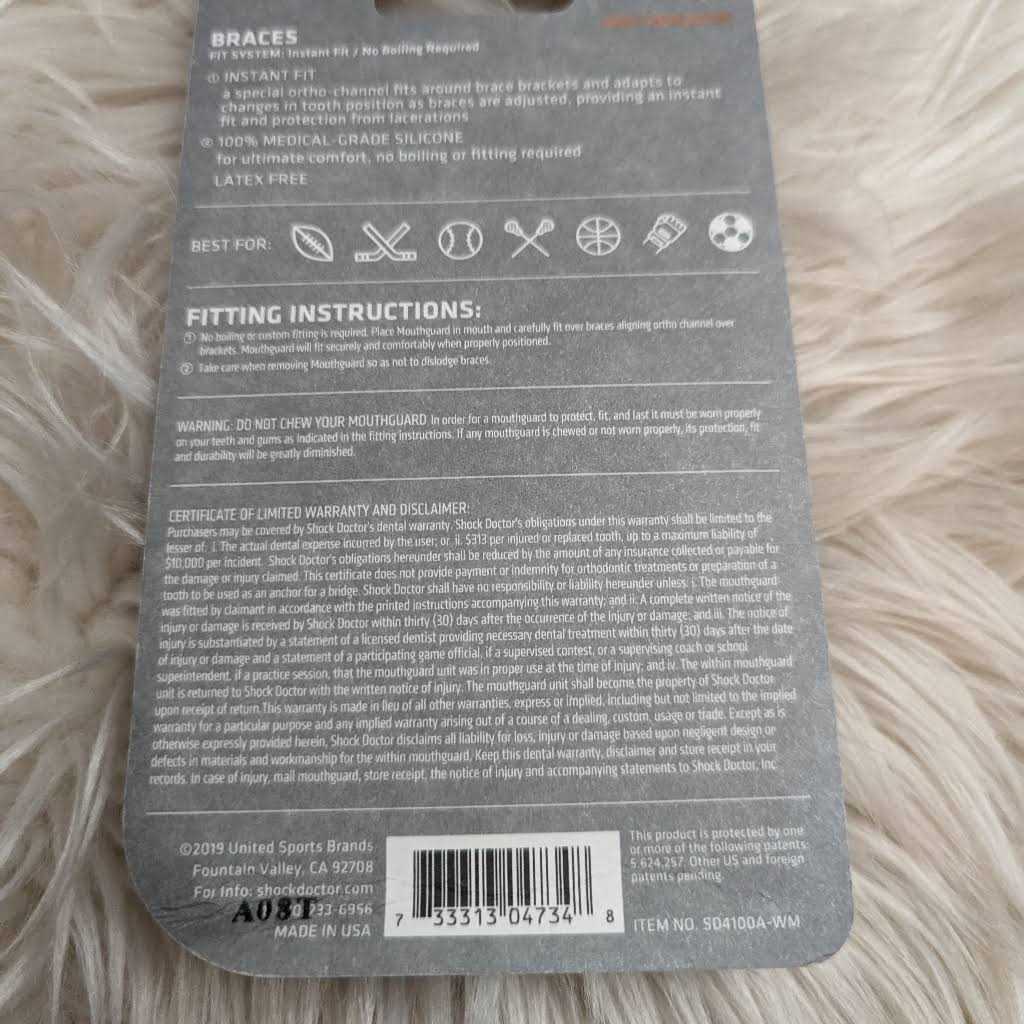 BRACES
FIT SYSTEM: Instant Fit / No Boiling Required
① INSTANT FIT
a special ortho-channel fits around brace brackets and adapts to
changes in tooth position as braces are adjusted, providing an instant
fit and protection from lacerations
② 100% MEDICAL-GRADE SILICONE
for ultimate comfort, no boiling or fitting required
LATEX FREE
BEST FOR:
FITTING INSTRUCTIONS:
① No boiling or custom fitting is required. Place Mouthguard in mouth and carefully fit over braces aligning ortho channel over
brackets. Mouthguard will fit securely and comfortably when properly positioned.
② Take care when removing Mouthguard so as not to dislodge braces.
WARNING: DO NOT CHEW YOUR MOUTHGUARD In order for a mouthguard to protect, fit, and last it must be worn properly
on your teeth and gums as indicated in the fitting instructions. If any mouthguard is chewed or not worn properly, its protection, fit
and durability will be greatly diminished.
CERTIFICATE OF LIMITED WARRANTY AND DISCLAIMER:
Purchasers may be covered by Shock Doctor's dental warranty. Shock Doctor's obligations under this warranty shall be limited to the
lesser of: i. The actual dental expense incurred by the user; or ii. $313 per injured or replaced tooth, up to a maximum liability of
$10,000 per incident. Shock Doctor's obligations hereunder shall be reduced by the amount of any insurance collected or payable for
the damage or injury claimed. This certificate does not provide payment or indemnity for orthodontic treatments or preparation of a
tooth to be used as an anchor for a bridge. Shock Doctor shall have no responsibility or liability hereunder unless: i. The mouthguard
was fitted by claimant in accordance with the printed instructions accompanying this warranty; and ii. A complete written notice of the
injury or damage is received by Shock Doctor within thirty (30) days after the occurrence of the injury or damage; and iii. The notice of
injury is substantiated by a statement of a licensed dentist providing necessary dental treatment within thirty (30) days after the date
of injury or damage and a statement of a participating game official, if a supervised contest, or a supervising coach or school
superintendent, if a practice session, that the mouthguard unit was in proper use at the time of injury; and iv. The within mouthguard
unit is returned to Shock Doctor with the written notice of injury. The mouthguard unit shall become the property of Shock Doctor
upon receipt of return.This warranty is made in lieu of all other warranties, express or implied, including but not limited to the implied
warranty for a particular purpose and any implied warranty arising out of a course of a dealing, custom, usage or trade. Except as is
otherwise expressly provided herein, Shock Doctor disclaims all liability for loss, injury or damage based upon negligent design or
defects in materials and workmanship for the within mouthguard. Keep this dental warranty, disclaimer and store receipt in your
records. In case of injury, mail mouthguard, store receipt, the notice of injury and accompanying statements to Shock Doctor, Inc.
©2019 United Sports Brands
Fountain Valley, CA 92708
For Info: shockdoctor.com
A08T 233-6956
MADE IN USA
7 33313 04734 8
This product is protected by one
or more of the following patents:
5,624,257. Other US and foreign
patents pending.
ITEM NO. SD4100A-WM